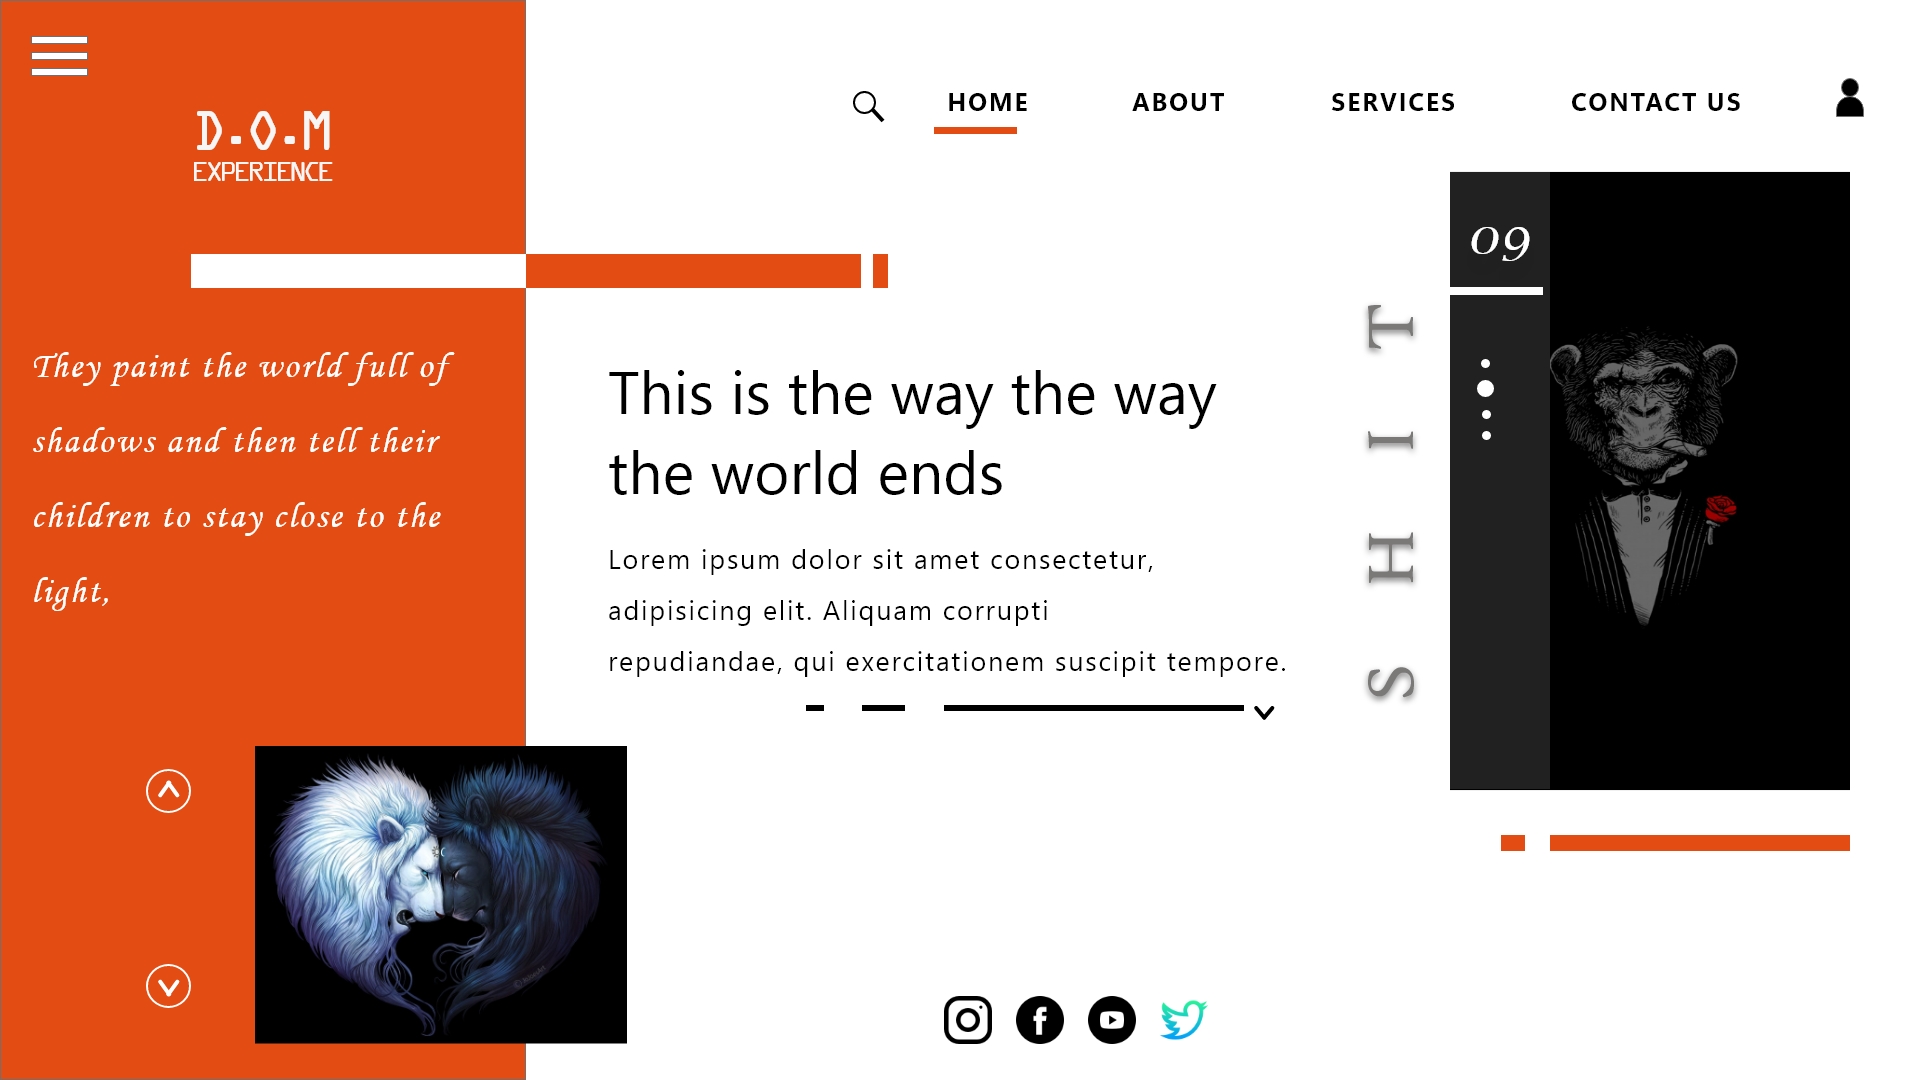 D.O.M
EXPERIENCE
HOME
ABOUT
SERVICES
CONTACT US
They paint the world full of
shadows and then tell their
children to stay close to the
light,
This is the way the way
the world ends
Lorem ipsum dolor sit amet consectetur,
adipisicing elit. Aliquam corrupti
repudiandae, qui exercitationem suscipit tempore.
SHIT
09